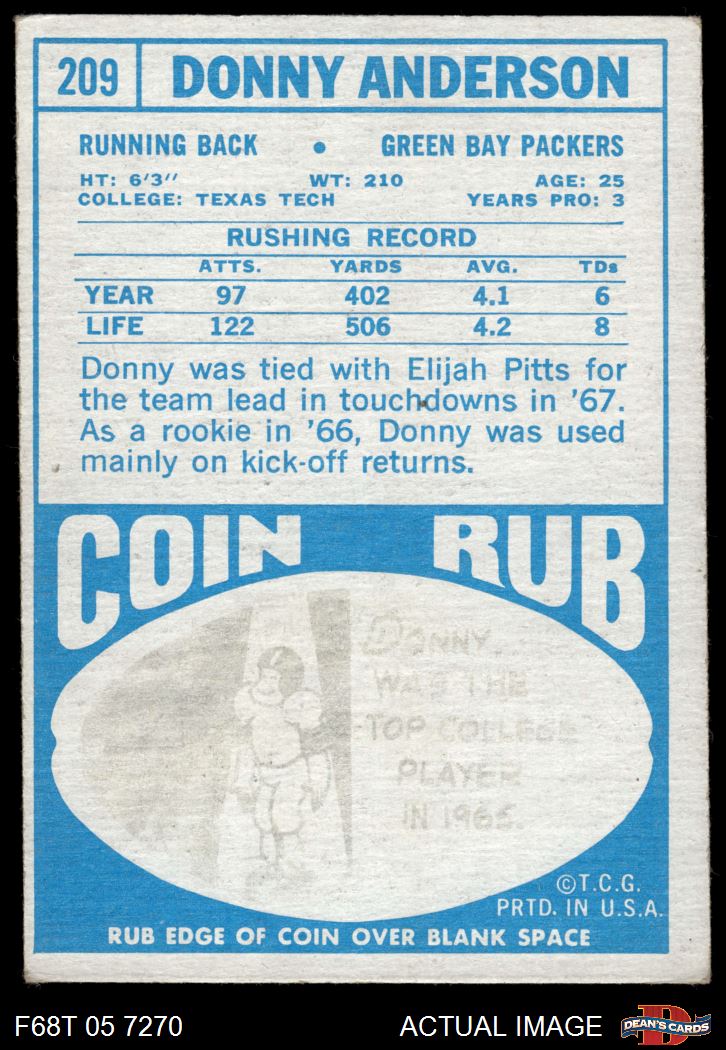 209 DONNY ANDERSON
RUNNING BACK • GREEN BAY PACKERS
HT: 6'3'' WT: 210 AGE: 25
COLLEGE: TEXAS TECH YEARS PRO: 3
RUSHING RECORD
ATTS. YARDS AVG. TDs
YEAR 97 402 4.1 6
LIFE 122 506 4.2 8
Donny was tied with Elijah Pitts for
the team lead in touchdowns in '67.
As a rookie in '66, Donny was used
mainly on kick-off returns.
COIN RUB
DONNY
WAS THE
TOP COLLEGE
PLAYER
IN 1965.
©T.C.G.
PRTD. IN U.S.A.
RUB EDGE OF COIN OVER BLANK SPACE
F68T 05 7270 ACTUAL IMAGE
D
DEAN'S CARDS